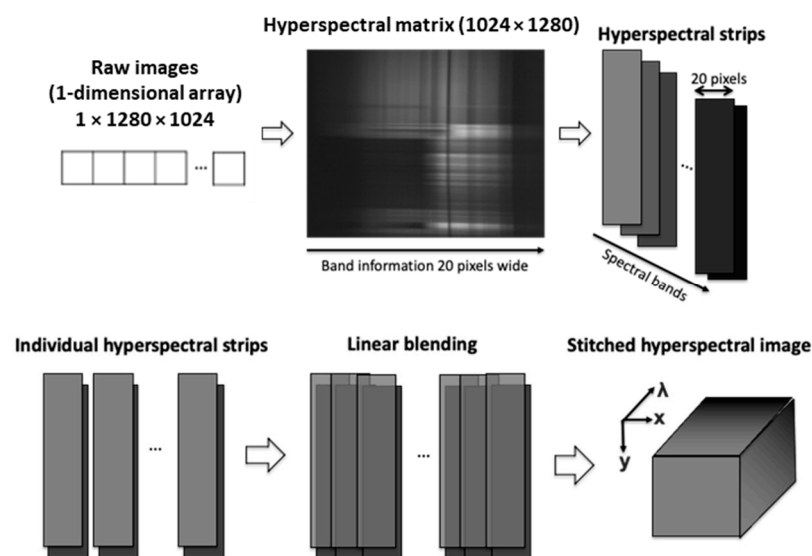 Raw images
(1-dimensional array)
1 × 1280 × 1024
...
Hyperspectral matrix (1024 × 1280)
Band information 20 pixels wide
Hyperspectral strips
20 pixels
...
Spectral bands
Individual hyperspectral strips
...
Linear blending
...
Stitched hyperspectral image
λ
x
y